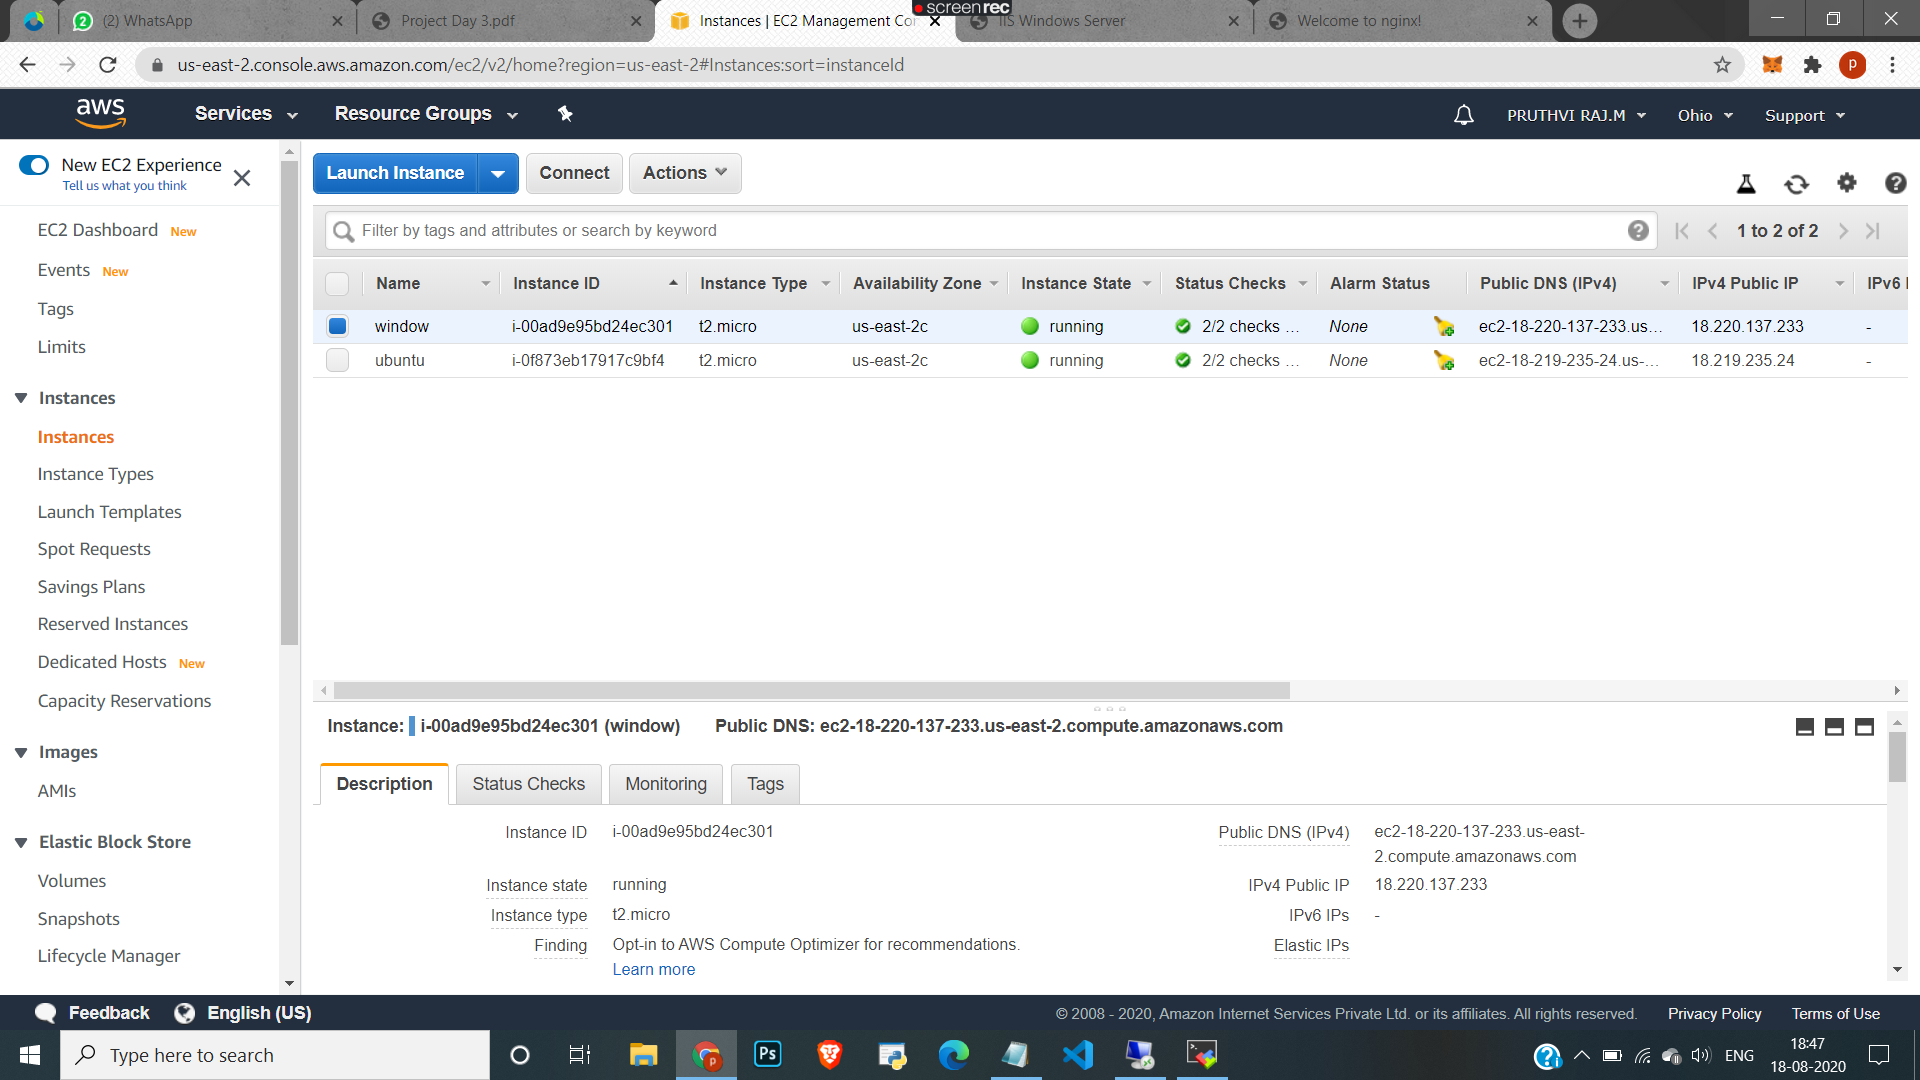 (2) WhatsApp
Project Day 3.pdf
Instances | EC2 Management Co
screenrec
IIS Windows Server
Welcome to nginx!
us-east-2.console.aws.amazon.com/ec2/v2/home?region=us-east-2#Instances:sort=instanceId
P
aws
Services
Resource Groups
PRUTHVI RAJ.M
Ohio
Support
New EC2 Experience
Tell us what you think
EC2 Dashboard New
Events New
Tags
Limits
Instances
Instances
Instance Types
Launch Templates
Spot Requests
Savings Plans
Reserved Instances
Dedicated Hosts New
Capacity Reservations
Images
AMIs
Elastic Block Store
Volumes
Snapshots
Lifecycle Manager
Launch Instance
Connect
Actions
Filter by tags and attributes or search by keyword
1 to 2 of 2
Name Instance ID Instance Type Availability Zone Instance State Status Checks Alarm Status Public DNS (IPv4) IPv4 Public IP IPv6 I
window i-00ad9e95bd24ec301 t2.micro us-east-2c running 2/2 checks ... None ec2-18-220-137-233.us... 18.220.137.233 -
ubuntu i-0f873eb17917c9bf4 t2.micro us-east-2c running 2/2 checks ... None ec2-18-219-235-24.us-... 18.219.235.24 -
Instance: i-00ad9e95bd24ec301 (window) Public DNS: ec2-18-220-137-233.us-east-2.compute.amazonaws.com
Description
Status Checks
Monitoring
Tags
Instance ID i-00ad9e95bd24ec301
Instance state running
Instance type t2.micro
Finding Opt-in to AWS Compute Optimizer for recommendations.
Learn more
Public DNS (IPv4) ec2-18-220-137-233.us-east-
2.compute.amazonaws.com
IPv4 Public IP 18.220.137.233
IPv6 IPs -
Elastic IPs
Feedback
English (US)
© 2008 - 2020, Amazon Internet Services Private Ltd. or its affiliates. All rights reserved.
Privacy Policy
Terms of Use
Type here to search
Ps
ENG
18:47
18-08-2020